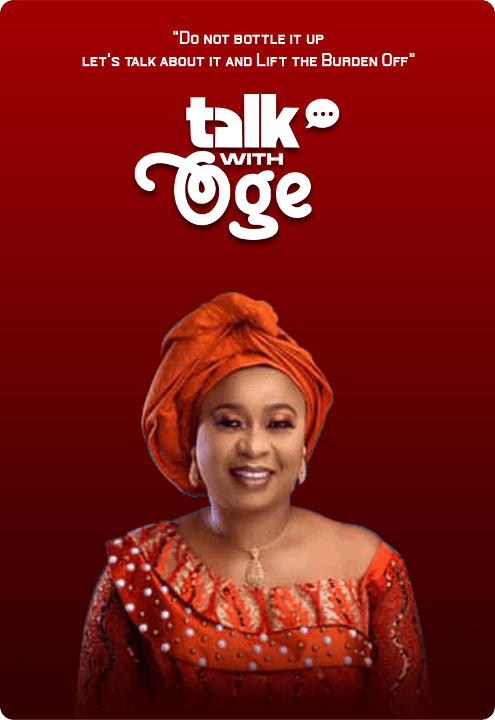 "Do not bottle it up
let's talk about it and Lift the Burden Off"
talk
WITH
Oge